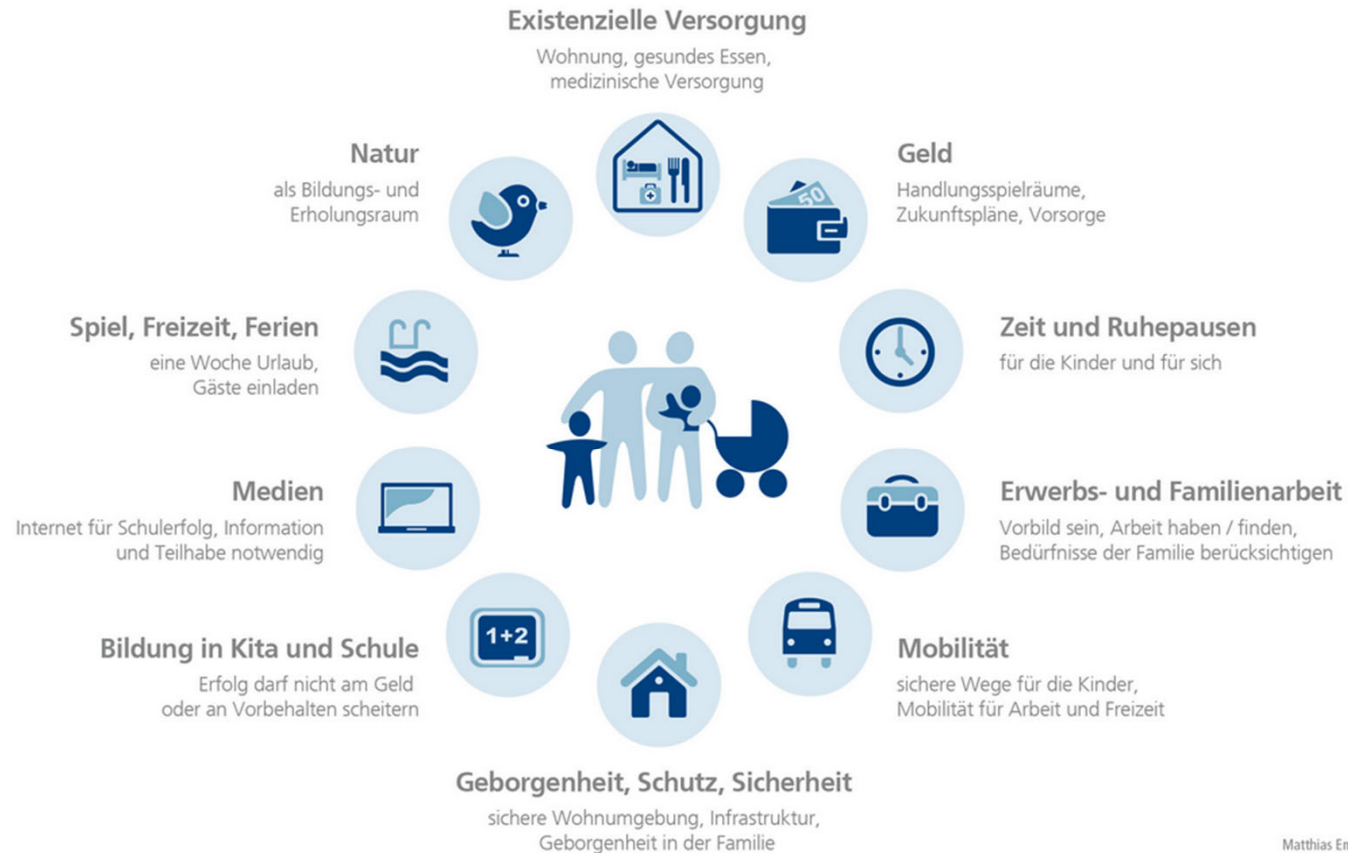 Existenzielle Versorgung
Wohnung, gesundes Essen,
medizinische Versorgung
Geld
Handlungsspielräume,
Zukunftspläne, Vorsorge
50
Zeit und Ruhepausen
für die Kinder und für sich
Erwerbs- und Familienarbeit
Vorbild sein, Arbeit haben / finden,
Bedürfnisse der Familie berücksichtigen
Mobilität
sichere Wege für die Kinder,
Mobilität für Arbeit und Freizeit
Geborgenheit, Schutz, Sicherheit
sichere Wohnumgebung, Infrastruktur,
Geborgenheit in der Familie
Bildung in Kita und Schule
Erfolg darf nicht am Geld
oder an Vorbehalten scheitern
1+2
Medien
Internet für Schulerfolg, Information
und Teilhabe notwendig
Spiel, Freizeit, Ferien
eine Woche Urlaub,
Gäste einladen
Natur
als Bildungs- und
Erholungsraum
Matthias